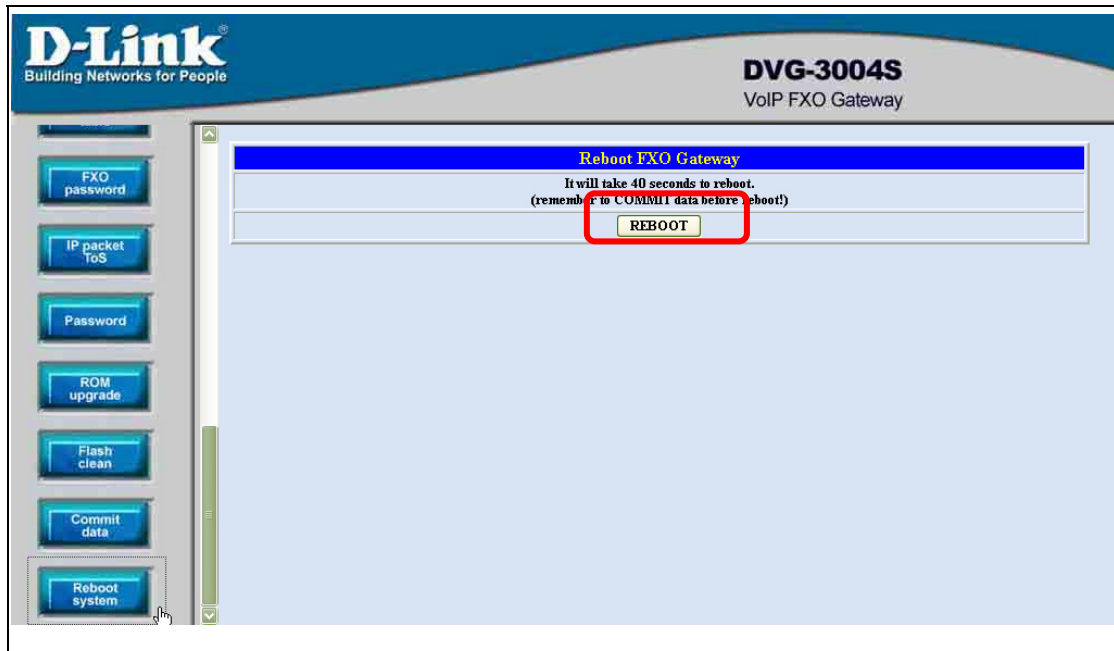 D-Link®
Building Networks for People
DVG-3004S
VoIP FXO Gateway
FXO
password
IP packet
ToS
Password
ROM
upgrade
Flash
clean
Commit
data
Reboot
system
Reboot FXO Gateway
It will take 40 seconds to reboot.
(remember to COMMIT data before reboot!)
REBOOT